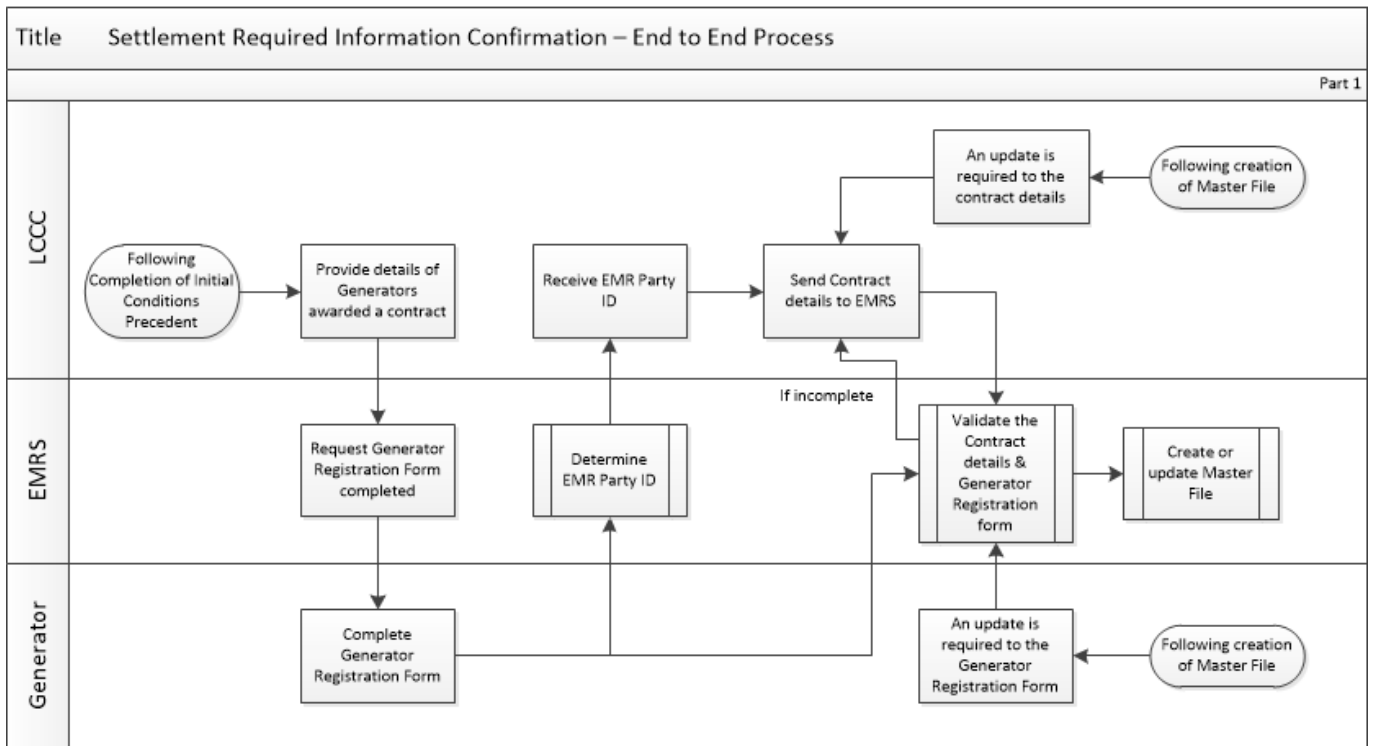 Title Settlement Required Information Confirmation – End to End Process
Part 1
LCCC
Following
Completion of Initial
Conditions
Precedent
Provide details of
Generators
awarded a contract
Receive EMR Party
ID
Send Contract
details to EMRS
An update is
required to the
contract details
Following creation
of Master File
If incomplete
EMRS
Request Generator
Registration Form
completed
Determine
EMR Party ID
Validate the
Contract
details &
Generator
Registration
form
Create or
update Master
File
Generator
Complete
Generator
Registration Form
An update is
required to the
Generator
Registration Form
Following creation
of Master File